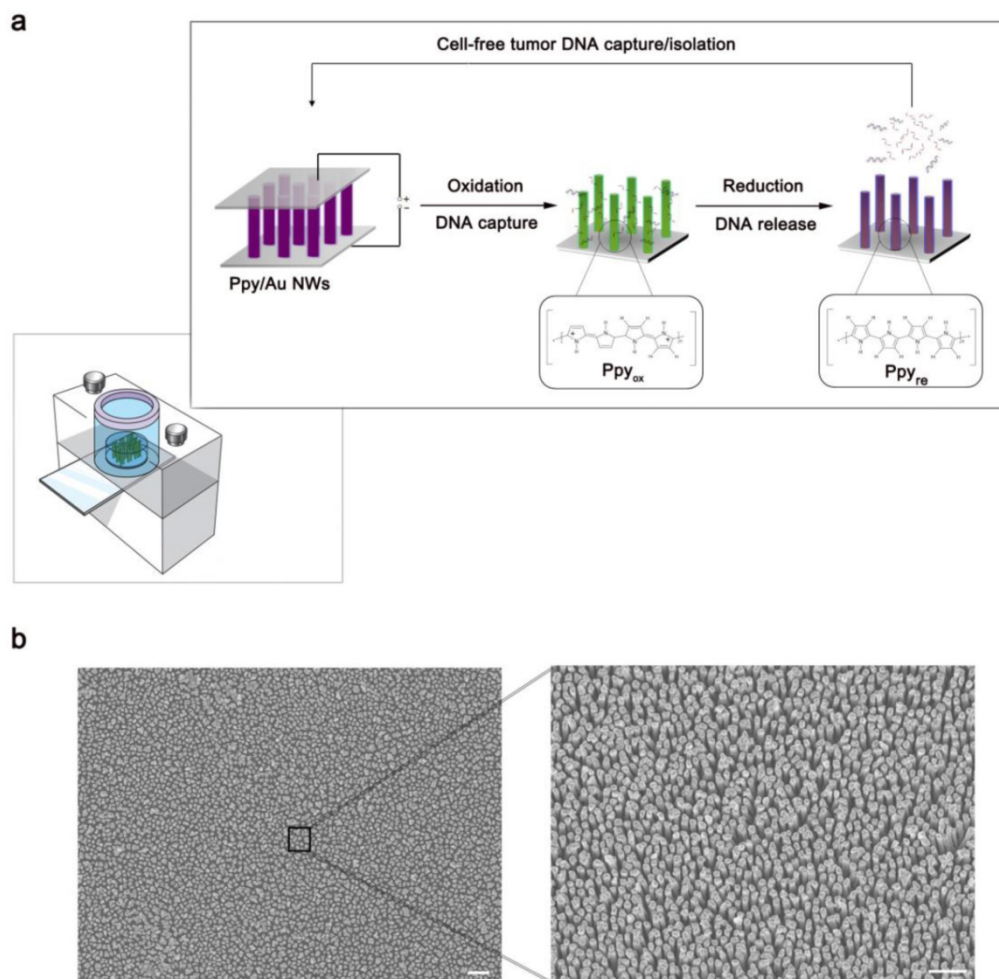 a
Cell-free tumor DNA capture/isolation
+
−
Oxidation
DNA capture
Reduction
DNA release
Ppy/Au NWs
Ppyox
Ppyre
b